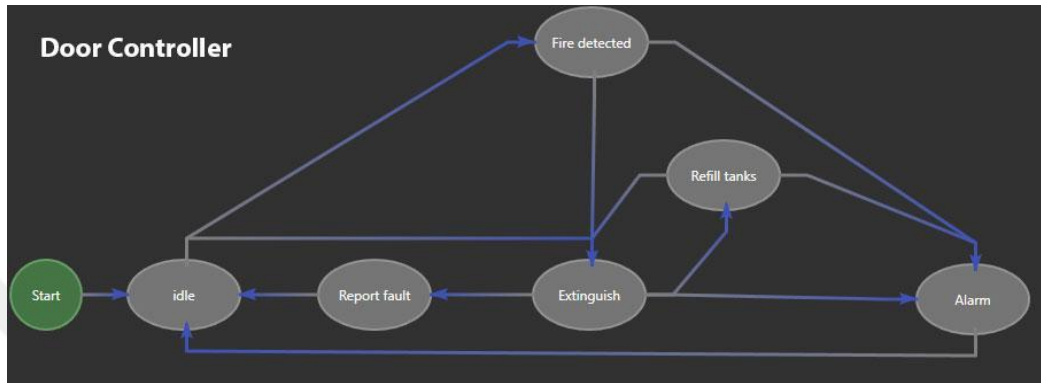 Door Controller
Fire detected
Refill tanks
Start
idle
Report fault
Extinguish
Alarm